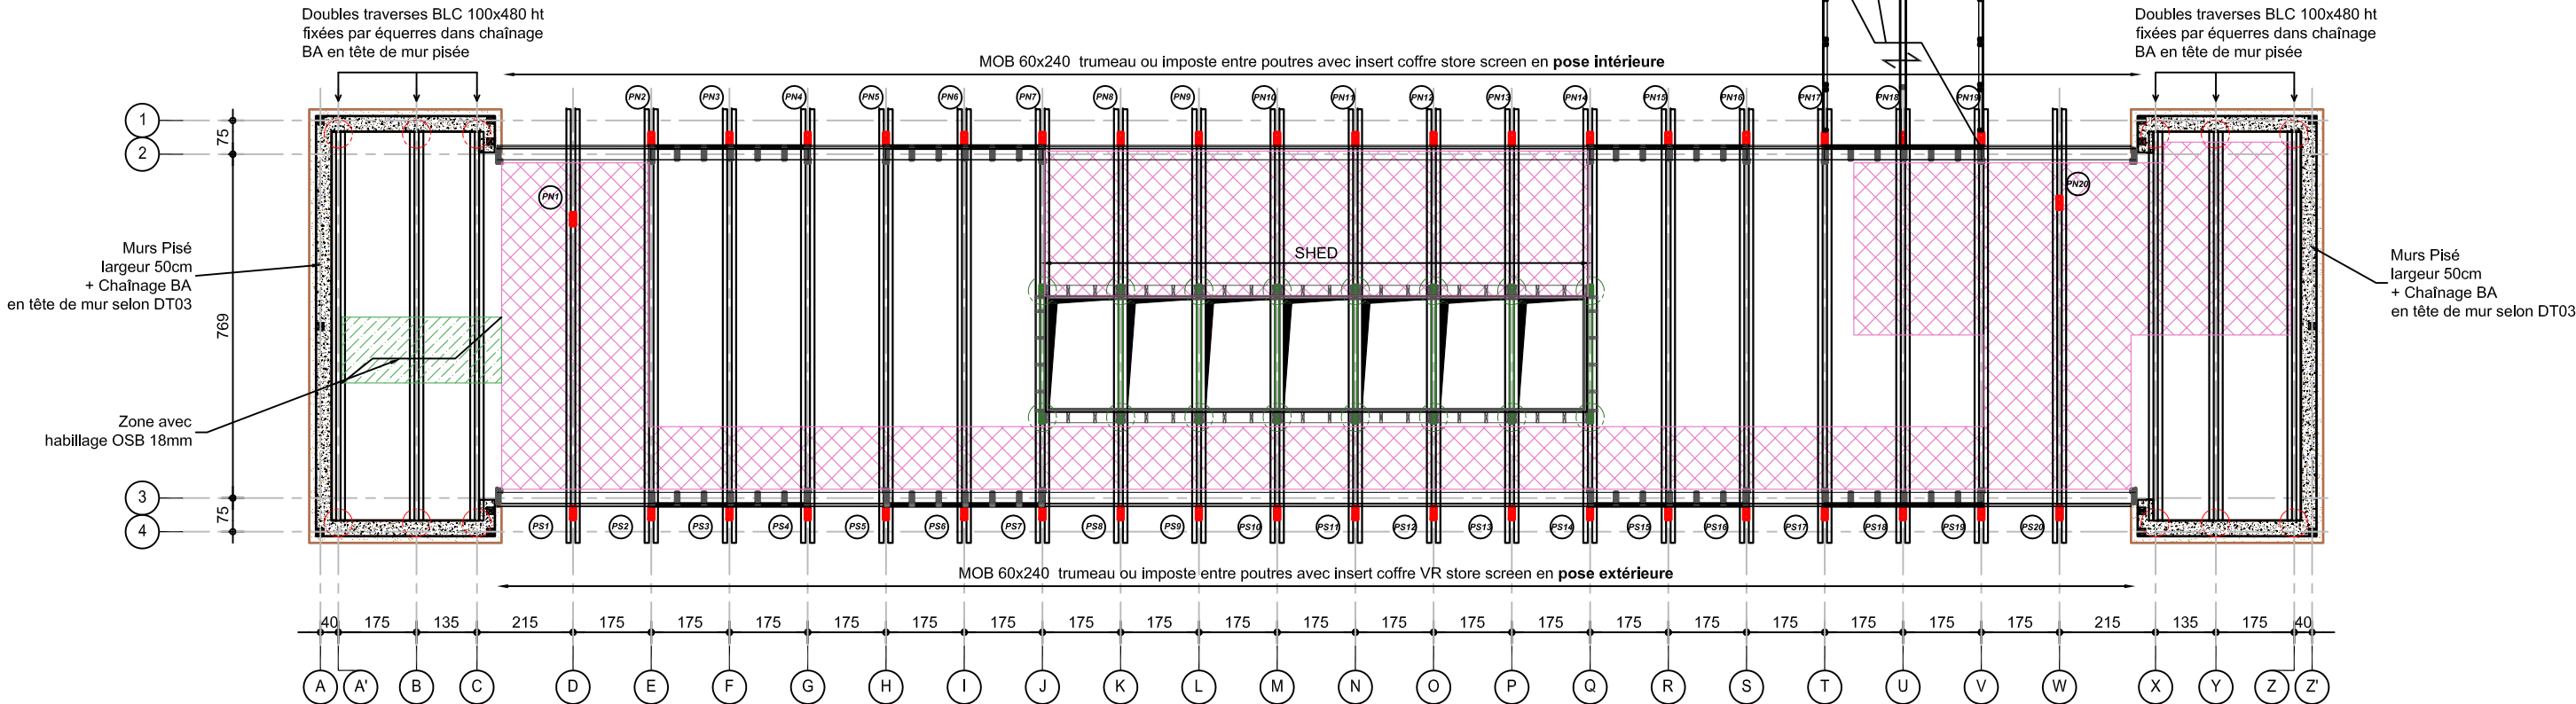 Doubles traverses BLC 100x480 ht
fixées par équerres dans chaînage
BA en tête de mur pisée
Doubles traverses BLC 100x480 ht
fixées par équerres dans chaînage
BA en tête de mur pisée
MOB 60x240 trumeau ou imposte entre poutres avec insert coffre store screen en pose intérieure
PN2 PN3 PN4 PN5 PN6 PN7 PN8 PN9 PN10 PN11 PN12 PN13 PN14 PN15 PN16 PN17 PN18 PN19
1
75
2
PN1
PN20
Murs Pisé
largeur 50cm
+ Chaînage BA
en tête de mur selon DT03
SHED
Murs Pisé
largeur 50cm
+ Chaînage BA
en tête de mur selon DT03
769
Zone avec
habillage OSB 18mm
3
75
4
PS1 PS2 PS3 PS4 PS5 PS6 PS7 PS8 PS9 PS10 PS11 PS12 PS13 PS14 PS15 PS16 PS17 PS18 PS19 PS20
MOB 60x240 trumeau ou imposte entre poutres avec insert coffre VR store screen en pose extérieure
40 175 135 215 175 175 175 175 175 175 175 175 175 175 175 175 175 175 175 175 175 175 175 215 135 175 40
A A' B C D E F G H I J K L M N O P Q R S T U V W X Y Z Z'